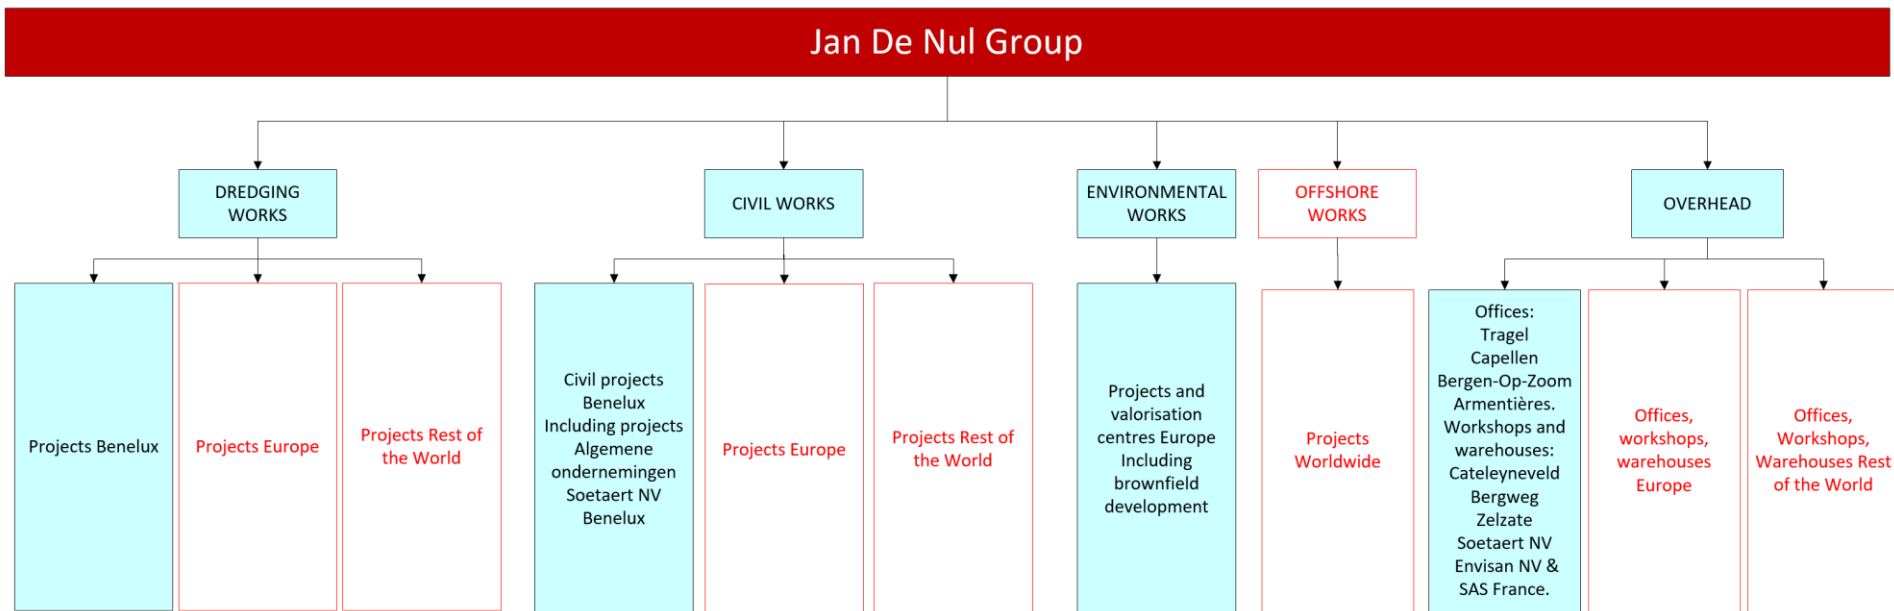 Jan De Nul Group
DREDGING
WORKS
CIVIL WORKS
ENVIRONMENTAL
WORKS
OFFSHORE
WORKS
OVERHEAD
Projects Benelux
Projects Europe
Projects Rest of
the World
Civil projects
Benelux
Including projects
Algemene
ondernemingen
Soetaert NV
Benelux
Projects Europe
Projects Rest of
the World
Projects and
valorisation
centres Europe
Including
brownfield
development
Projects
Worldwide
Offices:
Tragel
Capellen
Bergen-Op-Zoom
Armentières.
Workshops and
warehouses:
Cateleyneveld
Bergweg
Zelzate
Soetaert NV
Envisan NV &
SAS France.
Offices,
workshops,
warehouses
Europe
Offices,
Workshops,
Warehouses Rest
of the World